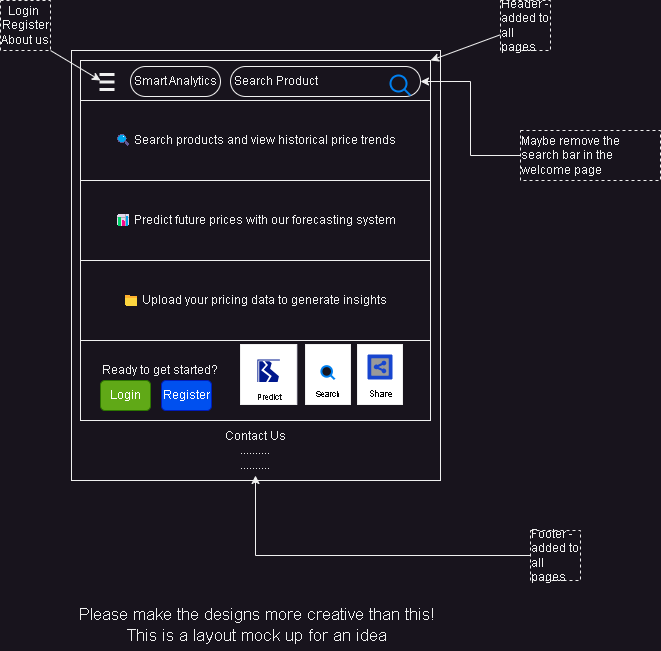 Login
Register
About us
Header -
added to
all
pages
SmartAnalytics
Search Product
Maybe remove the
search bar in the
welcome page
Search products and view historical price trends
Predict future prices with our forecasting system
Upload your pricing data to generate insights
Ready to get started?
Login
Register
Predict
Search
Share
Contact Us
..........
..........
Footer -
added to
all
pages
Please make the designs more creative than this!
This is a layout mock up for an idea